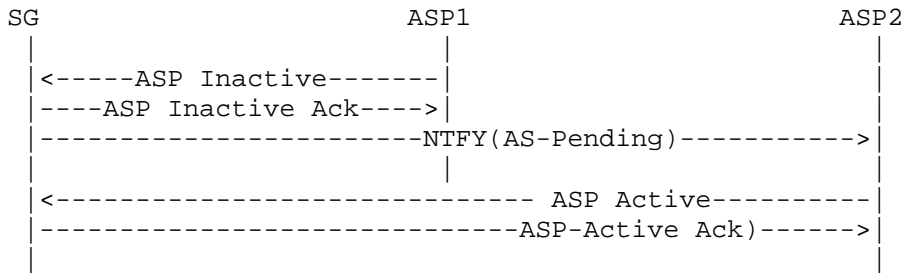 SG                        ASP1                       ASP2
 |                         |                          |
 |<-----ASP Inactive-------|                          |
 |----ASP Inactive Ack---->|                          |
 |------------------------NTFY(AS-Pending)----------->|
 |                         |                          |
 |<------------------------------ ASP Active----------|
 |------------------------------ASP-Active Ack)------>|
 |                                                    |